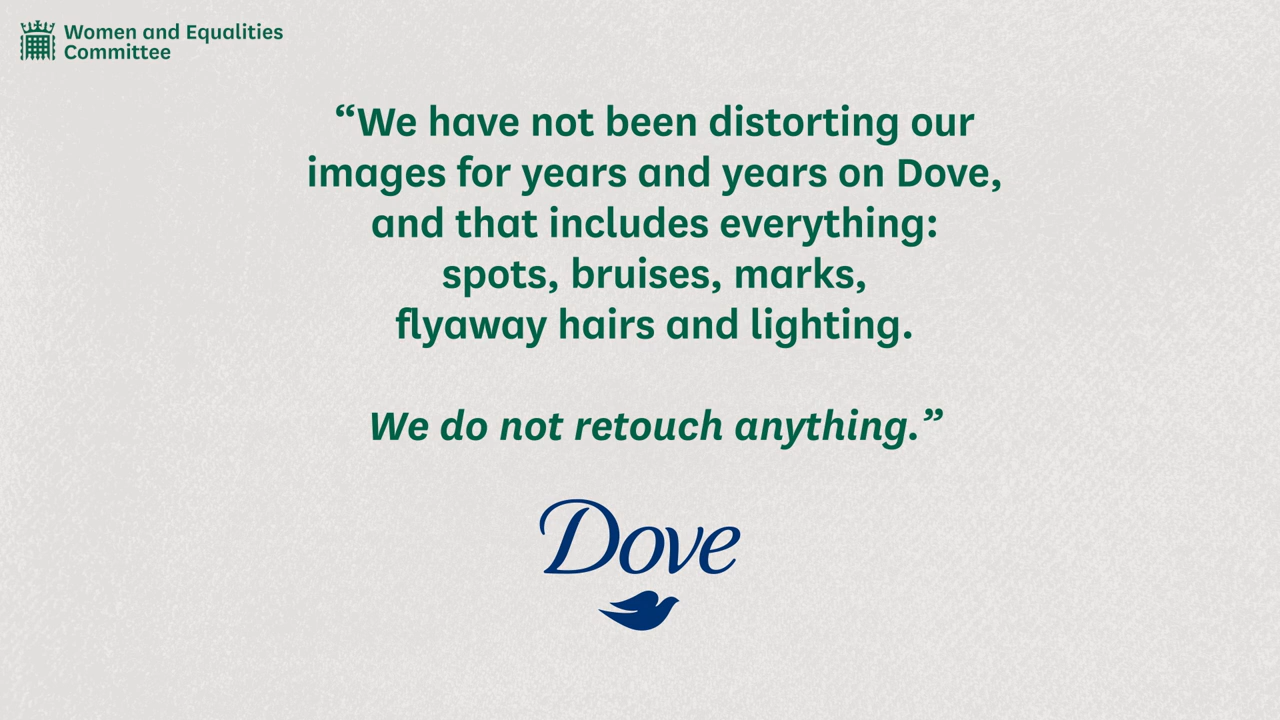 Women and Equalities
Committee
“We have not been distorting our
images for years and years on Dove,
and that includes everything:
spots, bruises, marks,
flyaway hairs and lighting.
We do not retouch anything.”
Dove